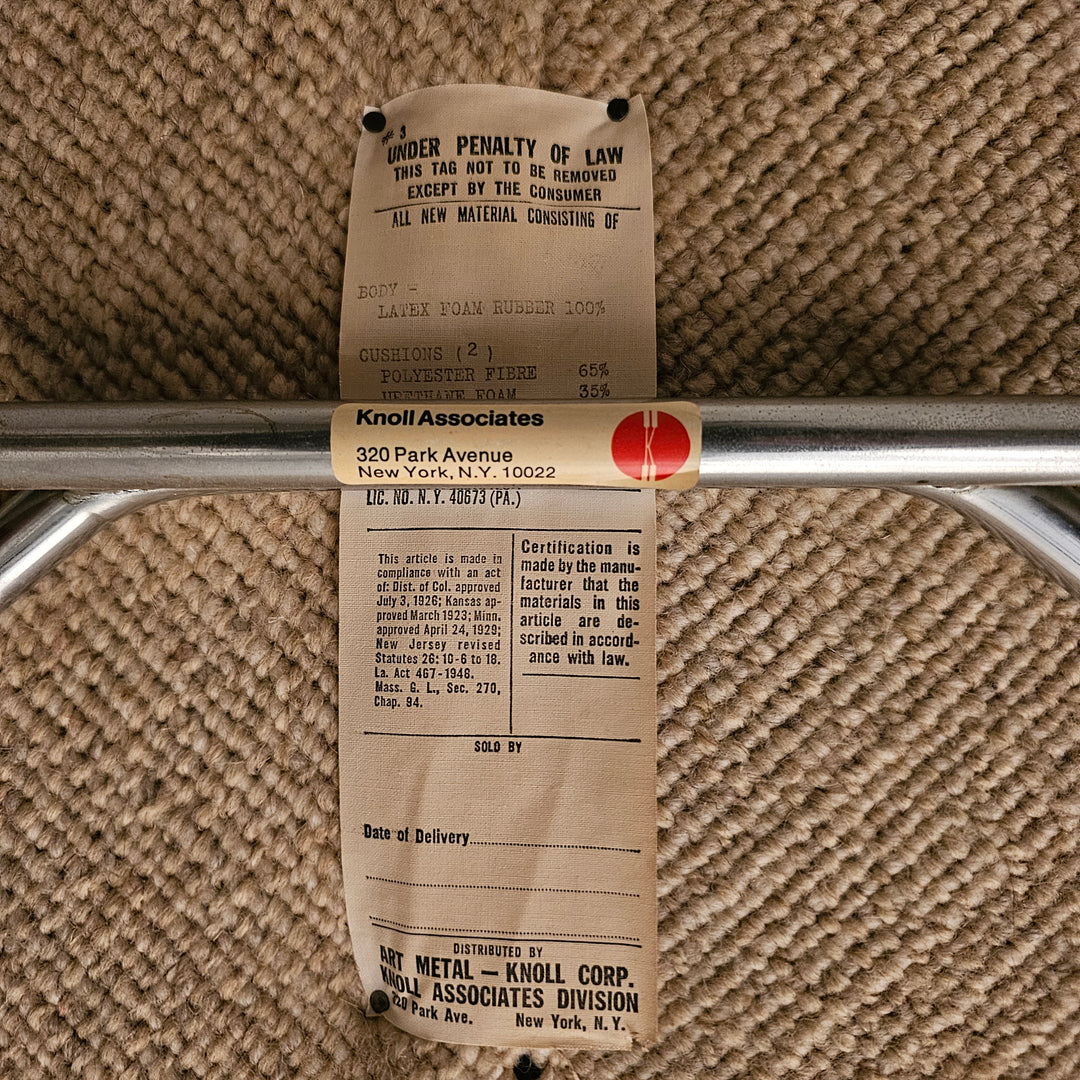 3
UNDER PENALTY OF LAW
THIS TAG NOT TO BE REMOVED
EXCEPT BY THE CONSUMER
ALL NEW MATERIAL CONSISTING OF
BODY -
LATEX FOAM RUBBER 100%
CUSHIONS (2)
POLYESTER FIBRE 65%
URETHANE FOAM 35%
Knoll Associates
320 Park Avenue
New York, N.Y. 10022
LIC. NO. N.Y. 40673 (PA.)
This article is made in
compliance with an act
of: Dist. of Col. approved
July 3, 1926; Kansas ap-
proved March 1923; Minn.
approved April 24, 1929;
New Jersey revised
Statutes 26: 10-6 to 18.
La. Act 467-1948.
Mass. G. L., Sec. 270,
Chap. 94.
Certification is
made by the manu-
facturer that the
materials in this
article are de-
scribed in accord-
ance with law.
SOLD BY
Date of Delivery
DISTRIBUTED BY
ART METAL — KNOLL CORP.
KNOLL ASSOCIATES DIVISION
320 Park Ave. New York, N.Y.